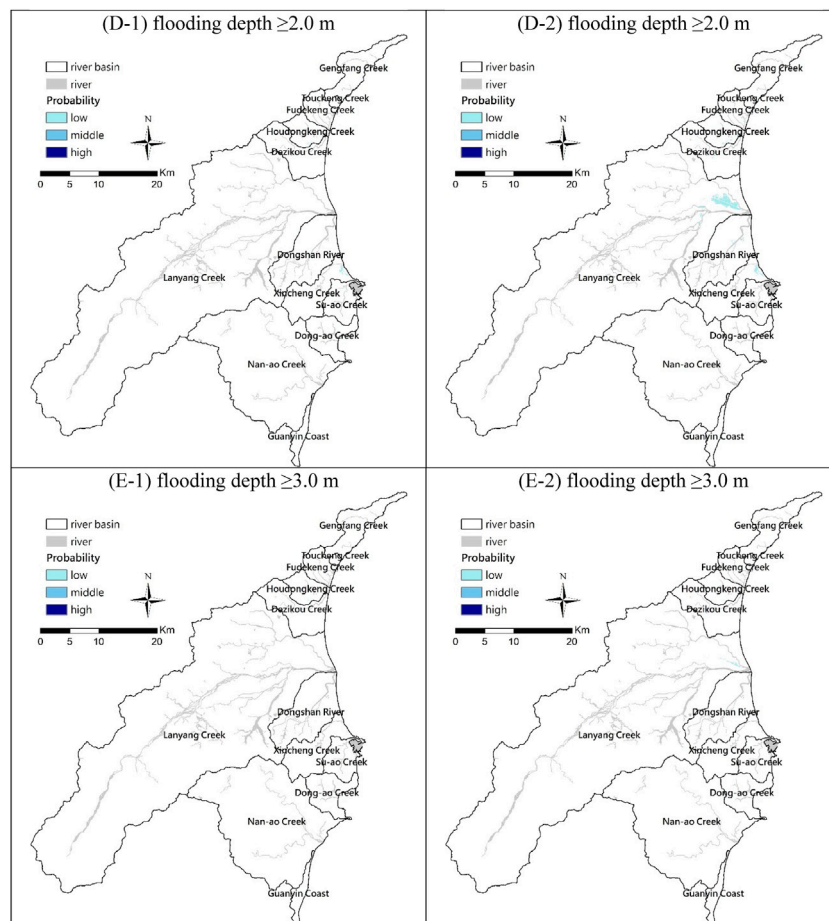 (D-1) flooding depth ≥2.0 m
river basin
river
Probability
low
middle
high
N
Km
0 5 10 20
Gengfang Creek
Toucheng Creek
Fudekeng Creek
Houdongkeng Creek
Dazikou Creek
Dongshan River
Lanyang Creek
Xincheng Creek
Su-ao Creek
Dong-ao Creek
Nan-ao Creek
Guanyin Coast
(D-2) flooding depth ≥2.0 m
river basin
river
Probability
low
middle
high
N
Km
0 5 10 20
Gengfang Creek
Toucheng Creek
Fudekeng Creek
Houdongkeng Creek
Dazikou Creek
Dongshan River
Lanyang Creek
Xincheng Creek
Su-ao Creek
Dong-ao Creek
Nan-ao Creek
Guanyin Coast
(E-1) flooding depth ≥3.0 m
river basin
river
Probability
low
middle
high
N
Km
0 5 10 20
Gengfang Creek
Toucheng Creek
Fudekeng Creek
Houdongkeng Creek
Dazikou Creek
Dongshan River
Lanyang Creek
Xincheng Creek
Su-ao Creek
Dong-ao Creek
Nan-ao Creek
Guanyin Coast
(E-2) flooding depth ≥3.0 m
river basin
river
Probability
low
middle
high
N
Km
0 5 10 20
Gengfang Creek
Toucheng Creek
Fudekeng Creek
Houdongkeng Creek
Dazikou Creek
Dongshan River
Lanyang Creek
Xincheng Creek
Su-ao Creek
Dong-ao Creek
Nan-ao Creek
Guanyin Coast